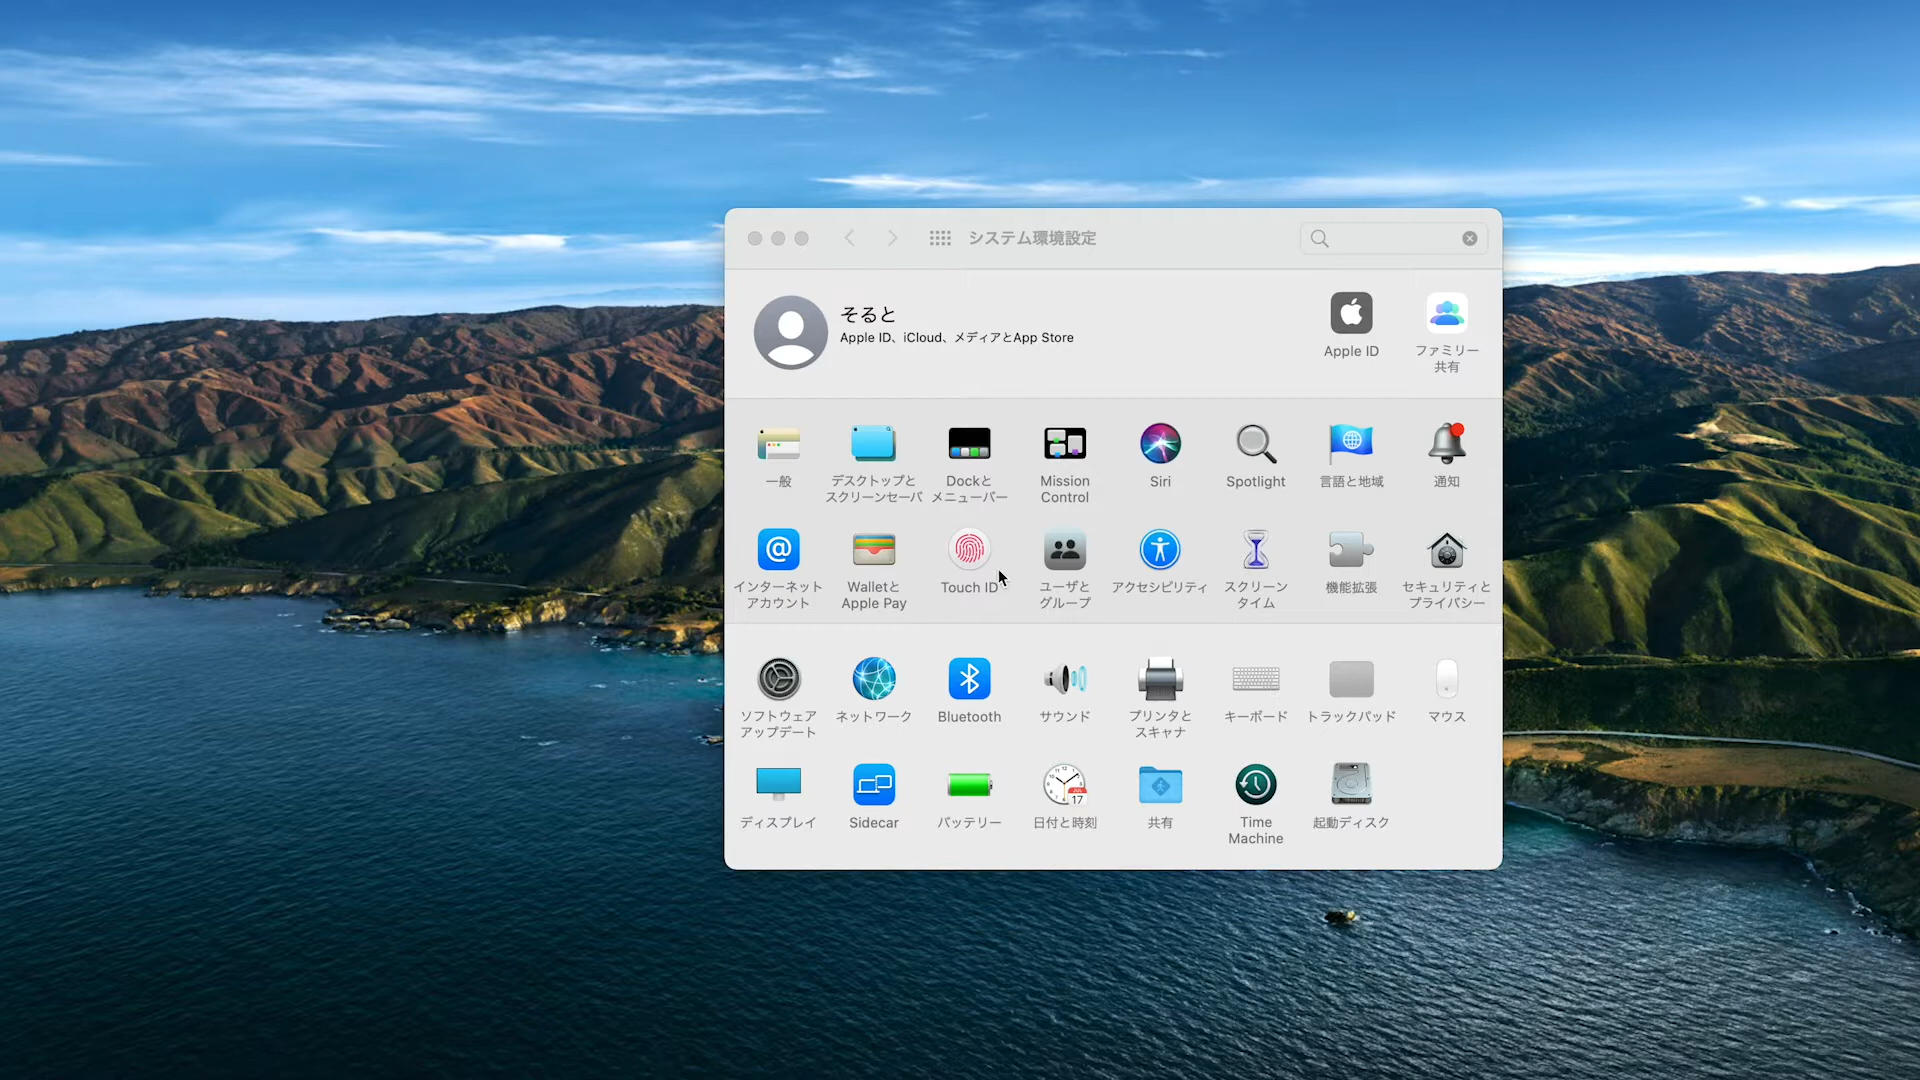 システム環境設定
そると
Apple ID、iCloud、メディアとApp Store
Apple ID
ファミリー
共有
一般
デスクトップと
スクリーンセーバ
Dockと
メニューバー
Mission
Control
Siri
Spotlight
言語と地域
通知
インターネット
アカウント
Walletと
Apple Pay
Touch ID
ユーザと
グループ
アクセシビリティ
スクリーン
タイム
機能拡張
セキュリティと
プライバシー
ソフトウェア
アップデート
ネットワーク
Bluetooth
サウンド
プリンタと
スキャナ
キーボード
トラックパッド
マウス
ディスプレイ
Sidecar
バッテリー
日付と時刻
17
共有
Time
Machine
起動ディスク